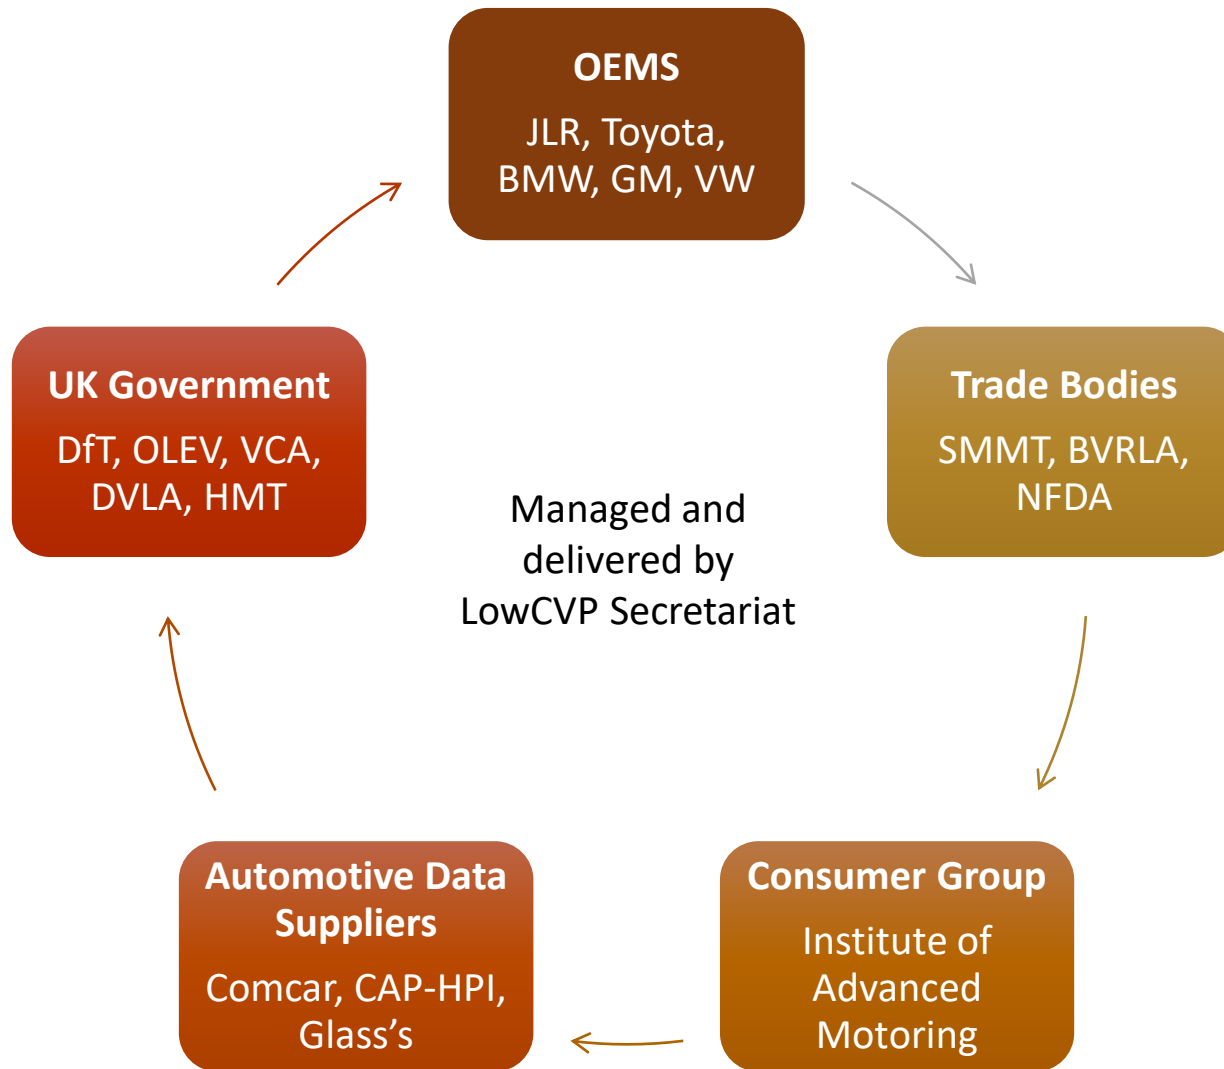 OEMS
JLR, Toyota,
BMW, GM, VW
UK Government
DfT, OLEV, VCA,
DVLA, HMT
Trade Bodies
SMMT, BVRLA,
NFDA
Managed and
delivered by
LowCVP Secretariat
Automotive Data
Suppliers
Comcar, CAP-HPI,
Glass’s
Consumer Group
Institute of
Advanced
Motoring